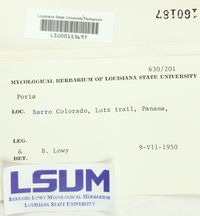 Louisiana State University Herbarium
LSU00153697
160187
630/201
MYCOLOGICAL HERBARIUM OF LOUISIANA STATE UNIVERSITY
Poria
LOC. Barro Colorado, Lutz trail, Panama,
LEG.
& B. Lowy 9-VII-1950
DET.
LSUM
BERNARD LOWY MYCOLOGICAL HERBARIUM
LOUISIANA STATE UNIVERSITY